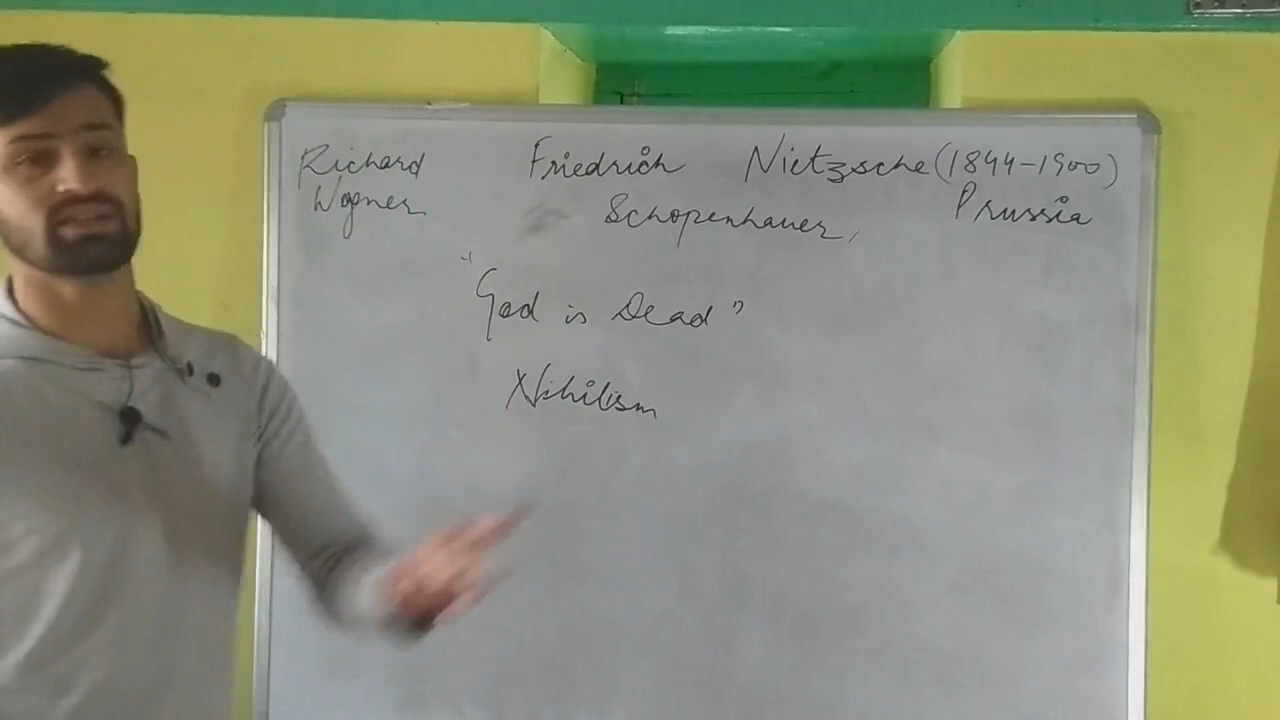 Richard Friedrich Nietzsche (1844-1900)
Wagner Schopenhauer, Prussia
"God is Dead"
Nihilism